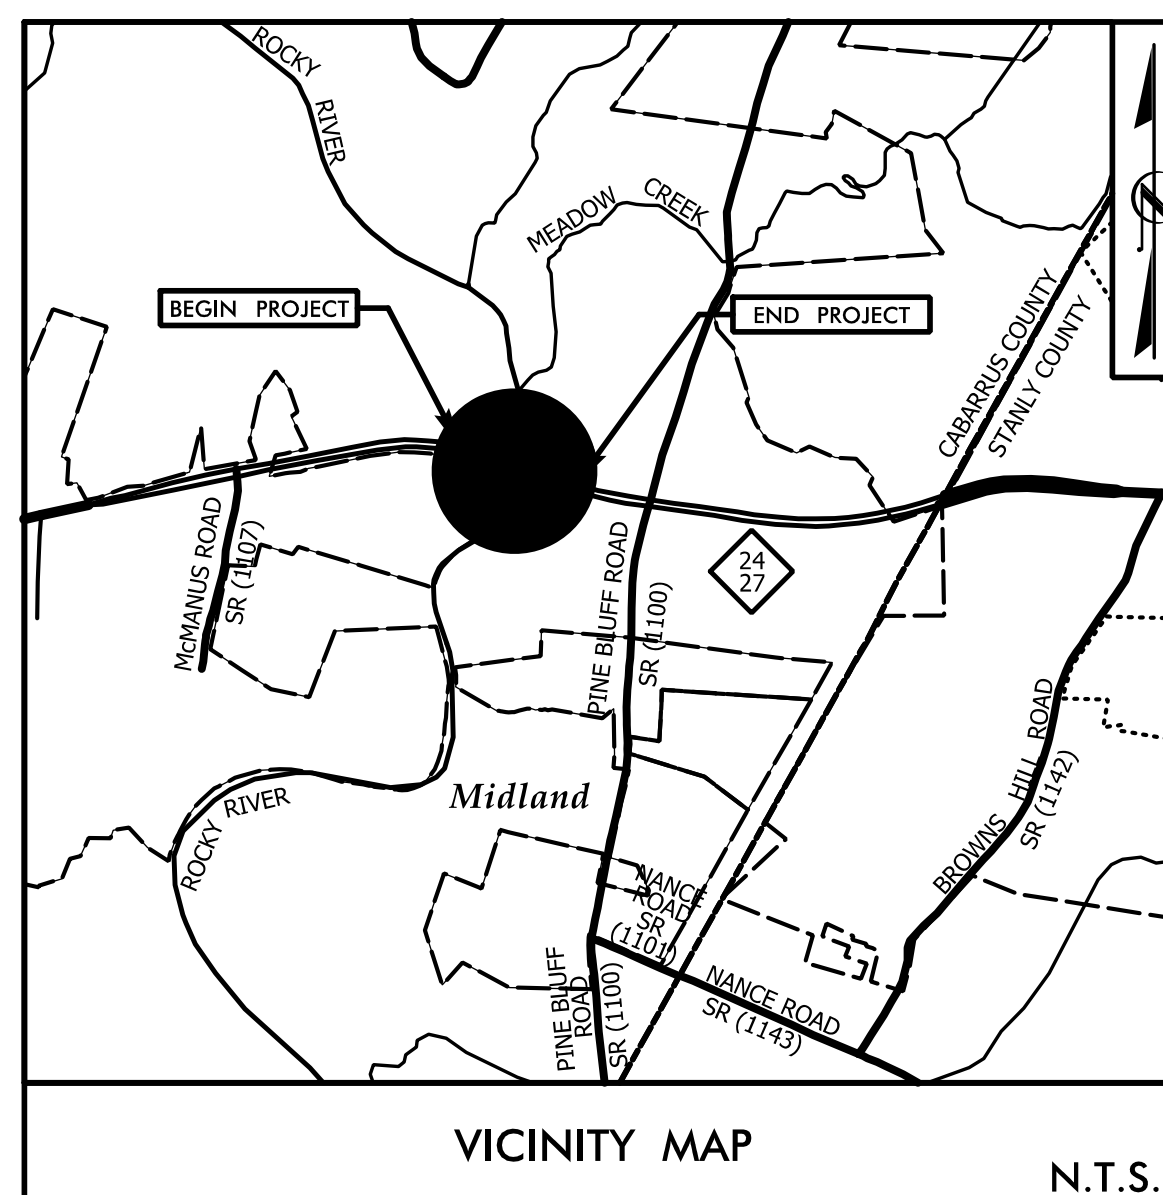 ROCKY
RIVER
MEADOW CREEK
BEGIN PROJECT
END PROJECT
CABARRUS COUNTY
STANLY COUNTY
McMANUS ROAD
SR (1107)
PINE BLUFF ROAD
SR (1100)
24
27
BROWNS HILL ROAD
SR (1142)
Midland
ROCKY RIVER
NANCE
ROAD
SR
(1101)
PINE BLUFF
ROAD
SR (1100)
NANCE ROAD
SR (1143)
VICINITY MAP
N.T.S.